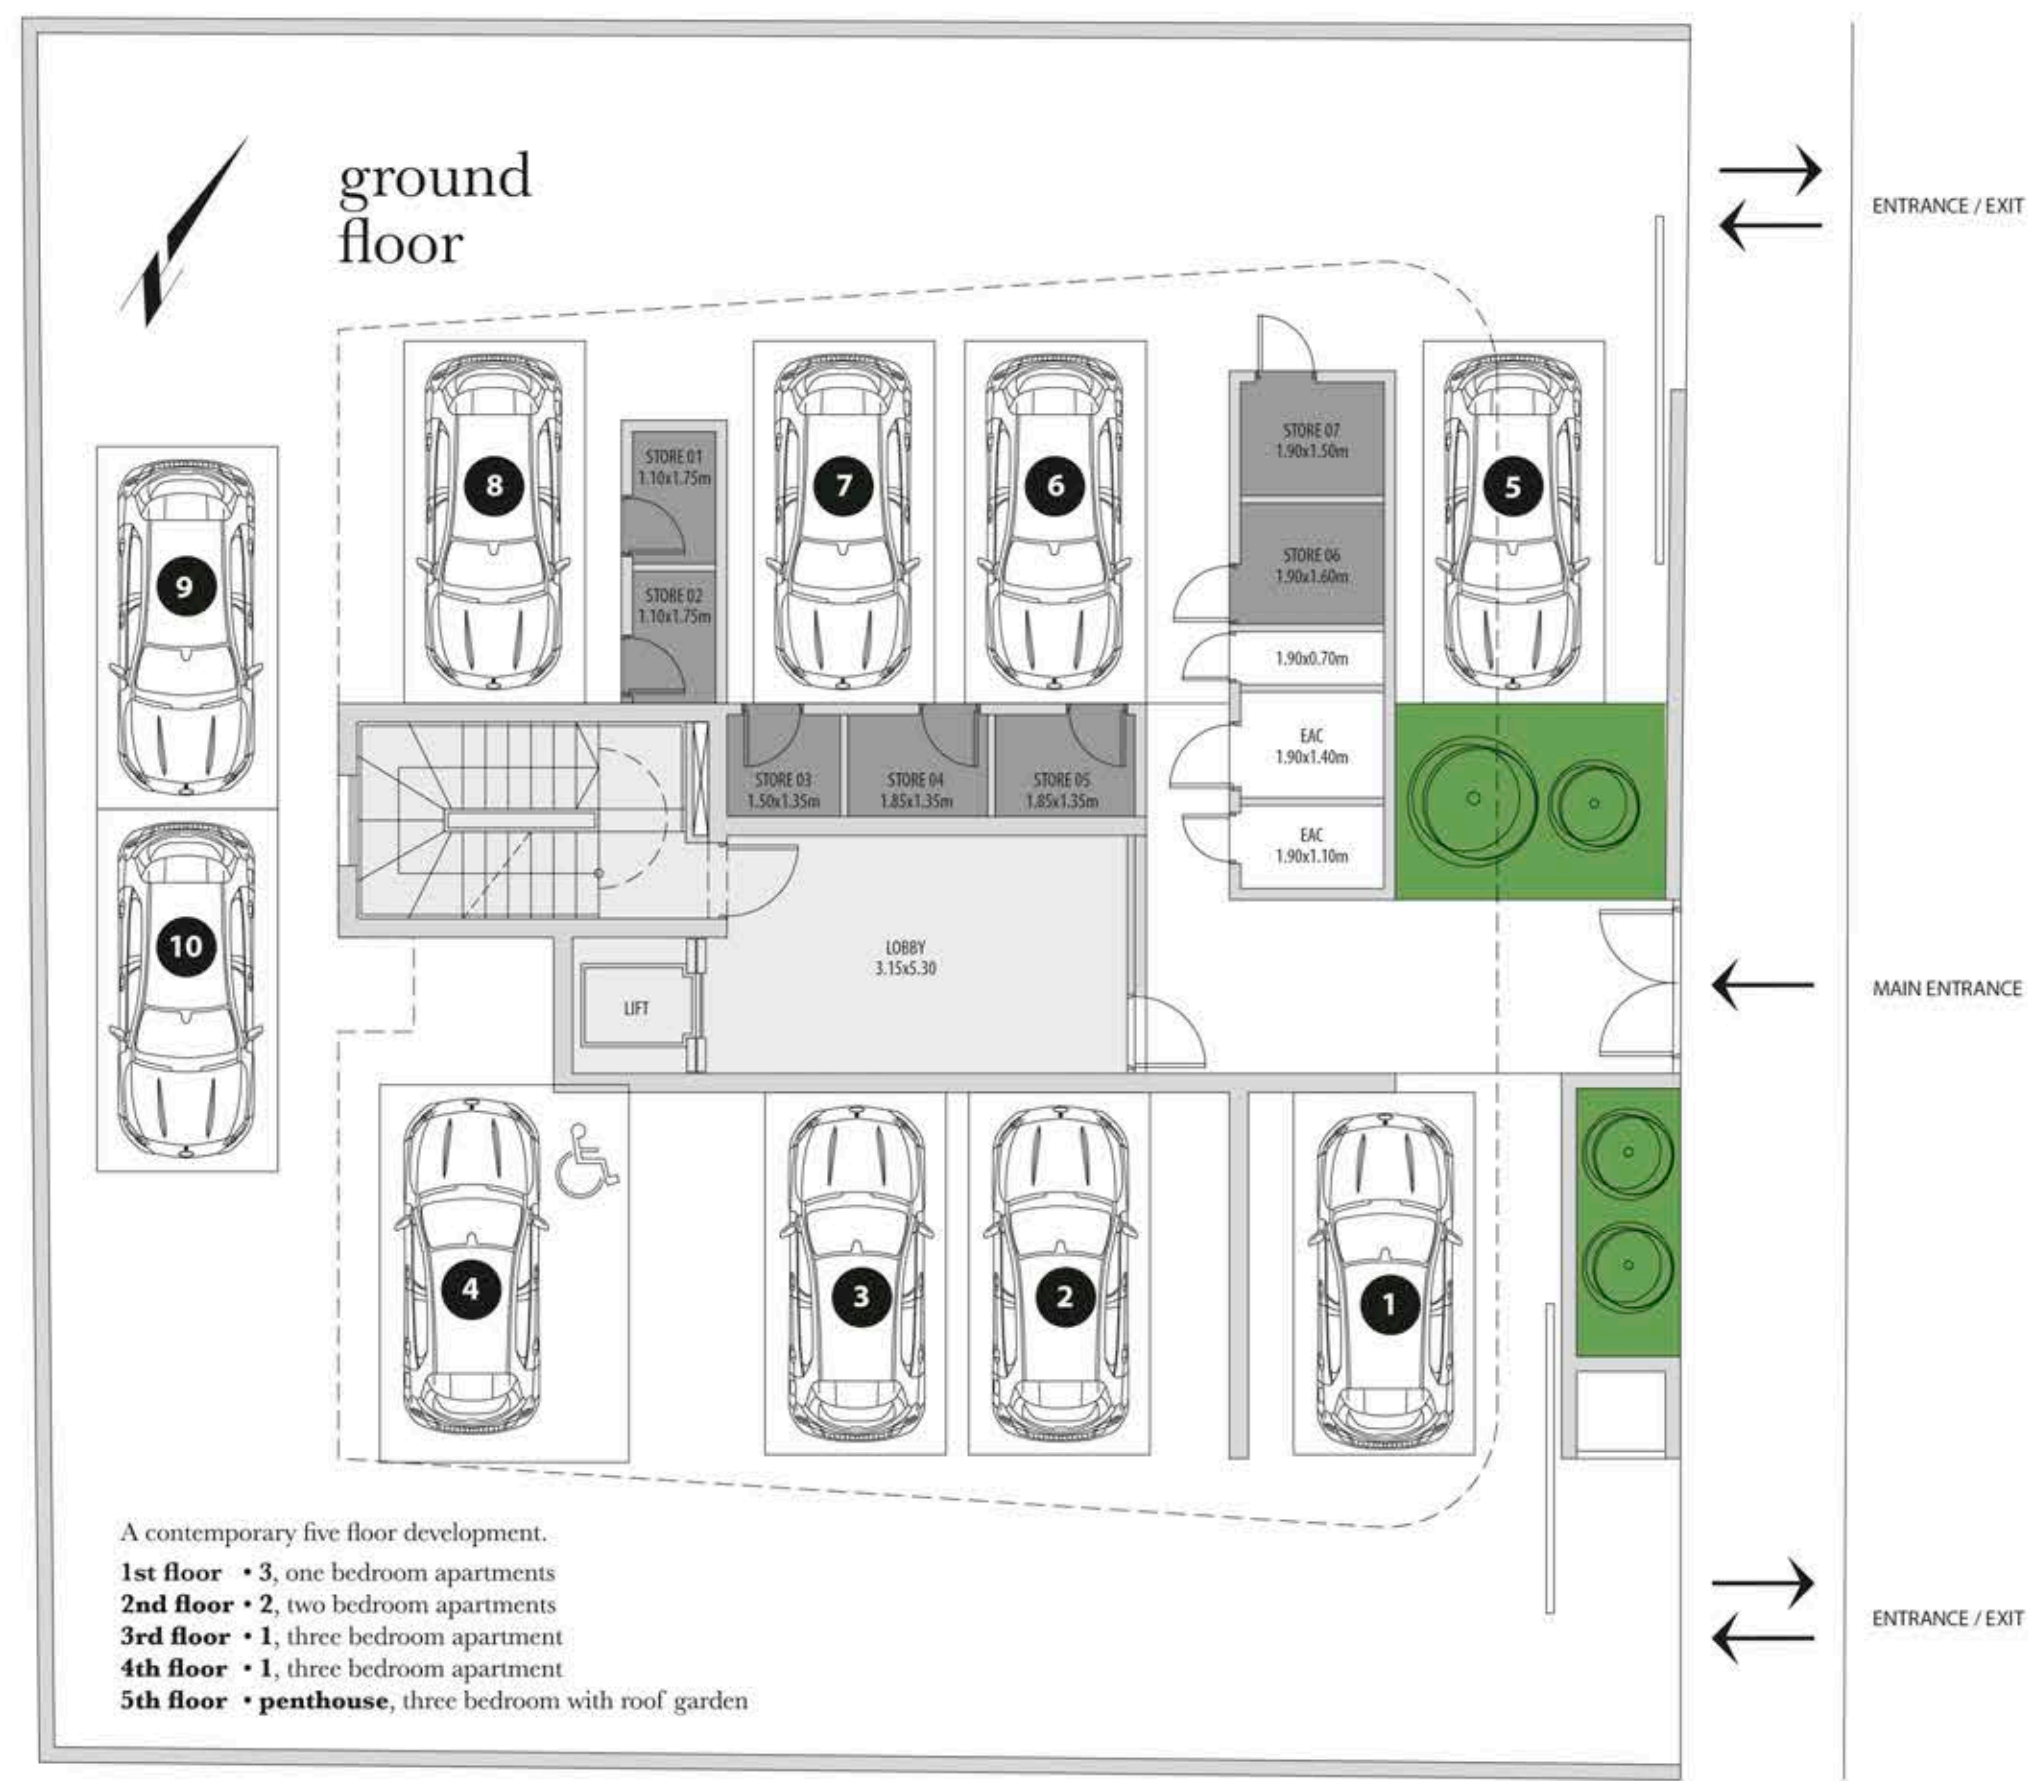 ground
floor
ENTRANCE / EXIT
8
7
6
5
STORE 01
1.10x1.75m
STORE 02
1.10x1.75m
STORE 07
1.90x1.50m
STORE 06
1.90x1.60m
1.90x0.70m
EAC
1.90x1.40m
EAC
1.90x1.10m
9
10
STORE 03
1.50x1.35m
STORE 04
1.85x1.35m
STORE 05
1.85x1.35m
LOBBY
3.15x5.30
LIFT
MAIN ENTRANCE
4
3
2
1
A contemporary five floor development.
1st floor • 3, one bedroom apartments
2nd floor • 2, two bedroom apartments
3rd floor • 1, three bedroom apartment
4th floor • 1, three bedroom apartment
5th floor • penthouse, three bedroom with roof garden
ENTRANCE / EXIT